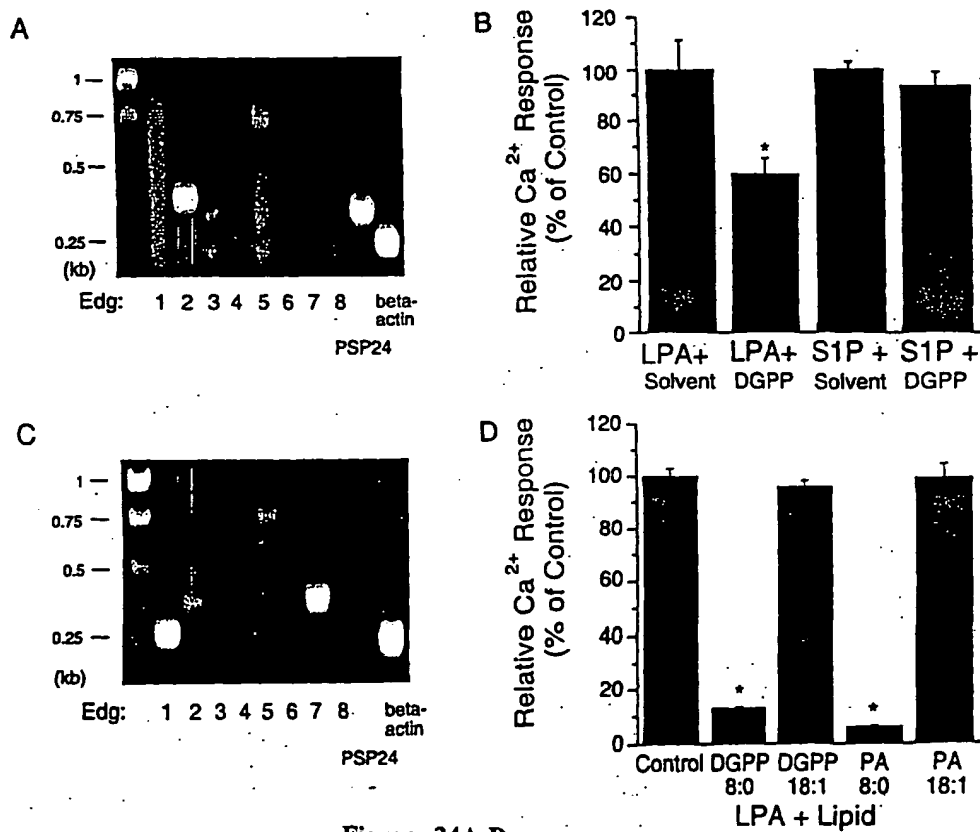 A
1
0.75
0.5
0.25
(kb)
Edg: 1 2 3 4 5 6 7 8 beta-
actin
PSP24
B
Relative Ca2+ Response
(% of Control)
120
100
80
60
40
20
0
*
LPA+ LPA+ S1P + S1P +
Solvent DGPP Solvent DGPP
C
1
0.75
0.5
0.25
(kb)
Edg: 1 2 3 4 5 6 7 8 beta-
actin
PSP24
D
Relative Ca2+ Response
(% of Control)
120
100
80
60
40
20
0
* *
Control DGPP DGPP PA PA
8:0 18:1 8:0 18:1
LPA + Lipid